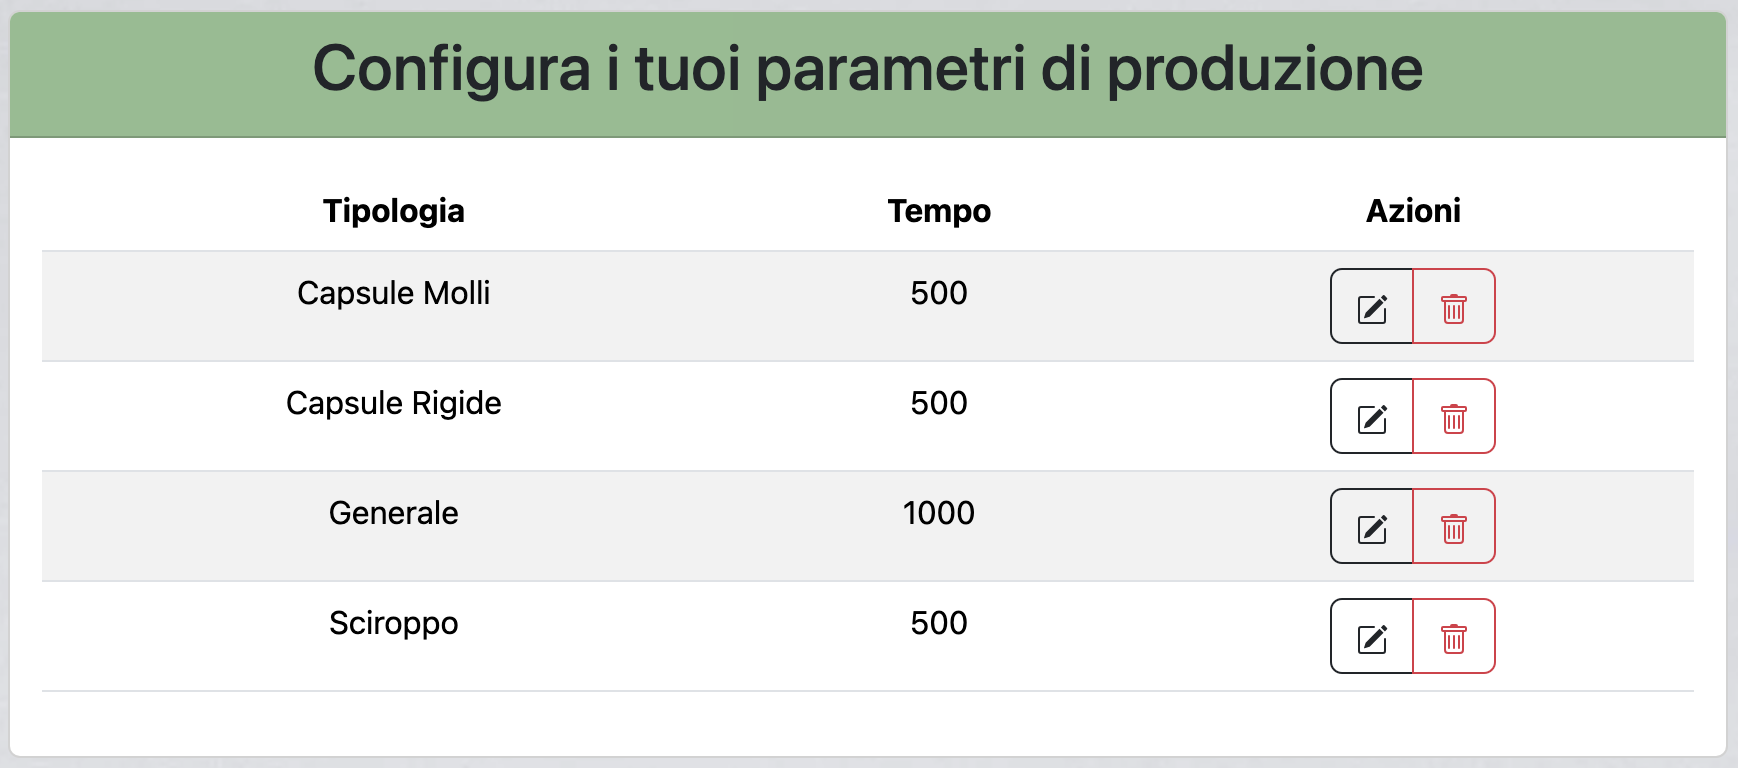 Configura i tuoi parametri di produzione
Tipologia Tempo Azioni
Capsule Molli 500
Capsule Rigide 500
Generale 1000
Sciroppo 500